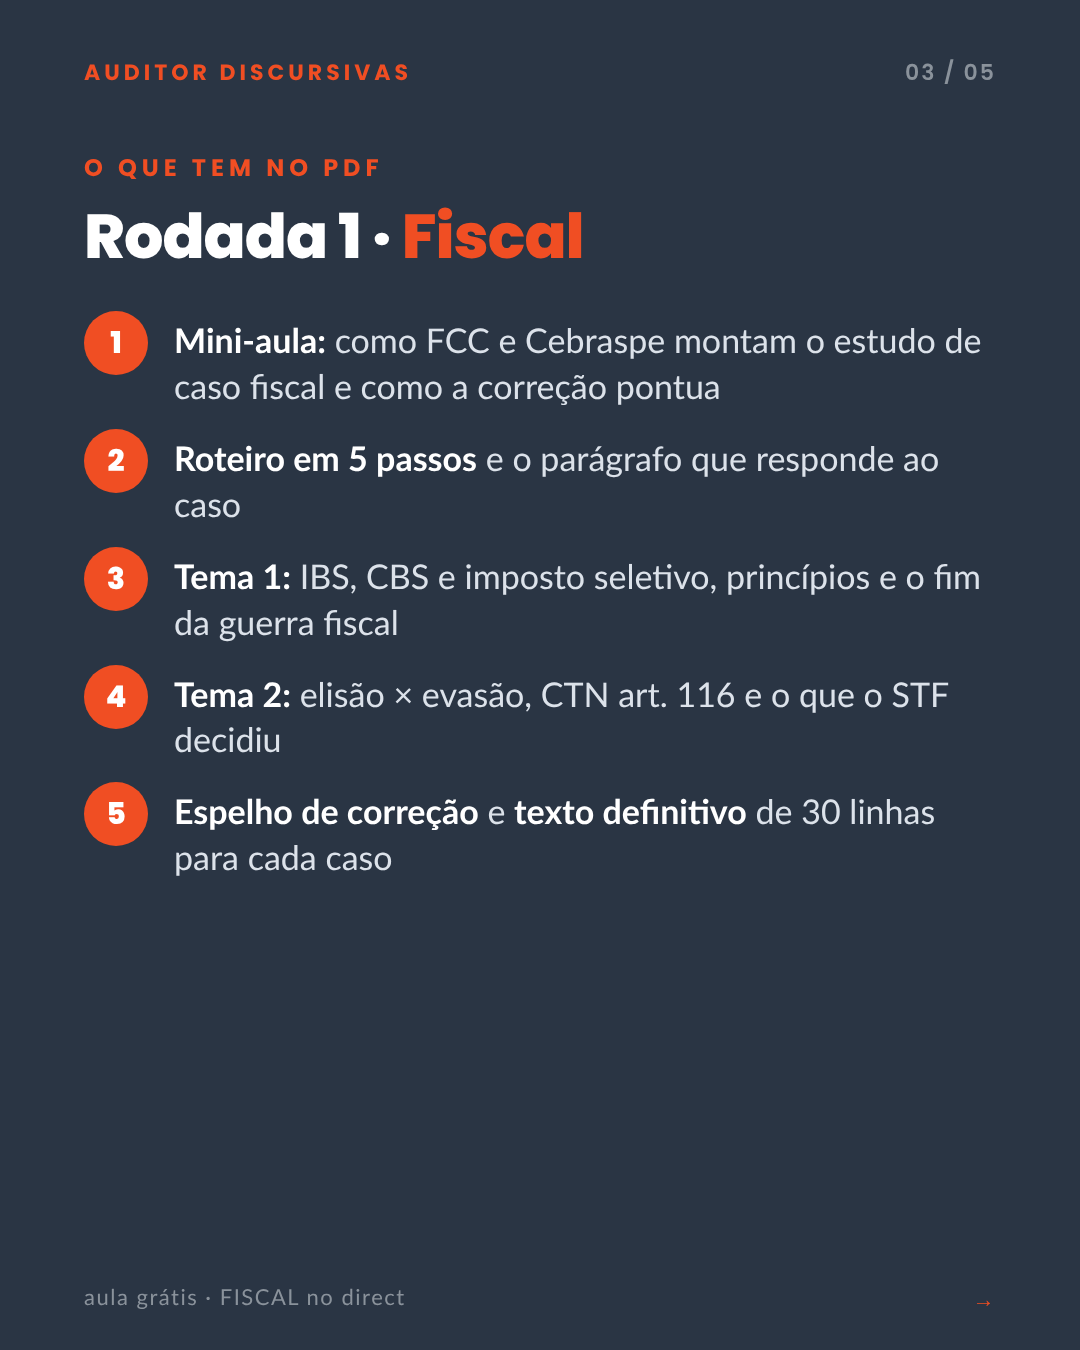 AUDITOR DISCURSIVAS
03 / 05
O QUE TEM NO PDF
Rodada 1 · Fiscal
1 Mini-aula: como FCC e Cebraspe montam o estudo de
caso fiscal e como a correção pontua
2 Roteiro em 5 passos e o parágrafo que responde ao
caso
3 Tema 1: IBS, CBS e imposto seletivo, princípios e o fim
da guerra fiscal
4 Tema 2: elisão × evasão, CTN art. 116 e o que o STF
decidiu
5 Espelho de correção e texto definitivo de 30 linhas
para cada caso
aula grátis · FISCAL no direct
→